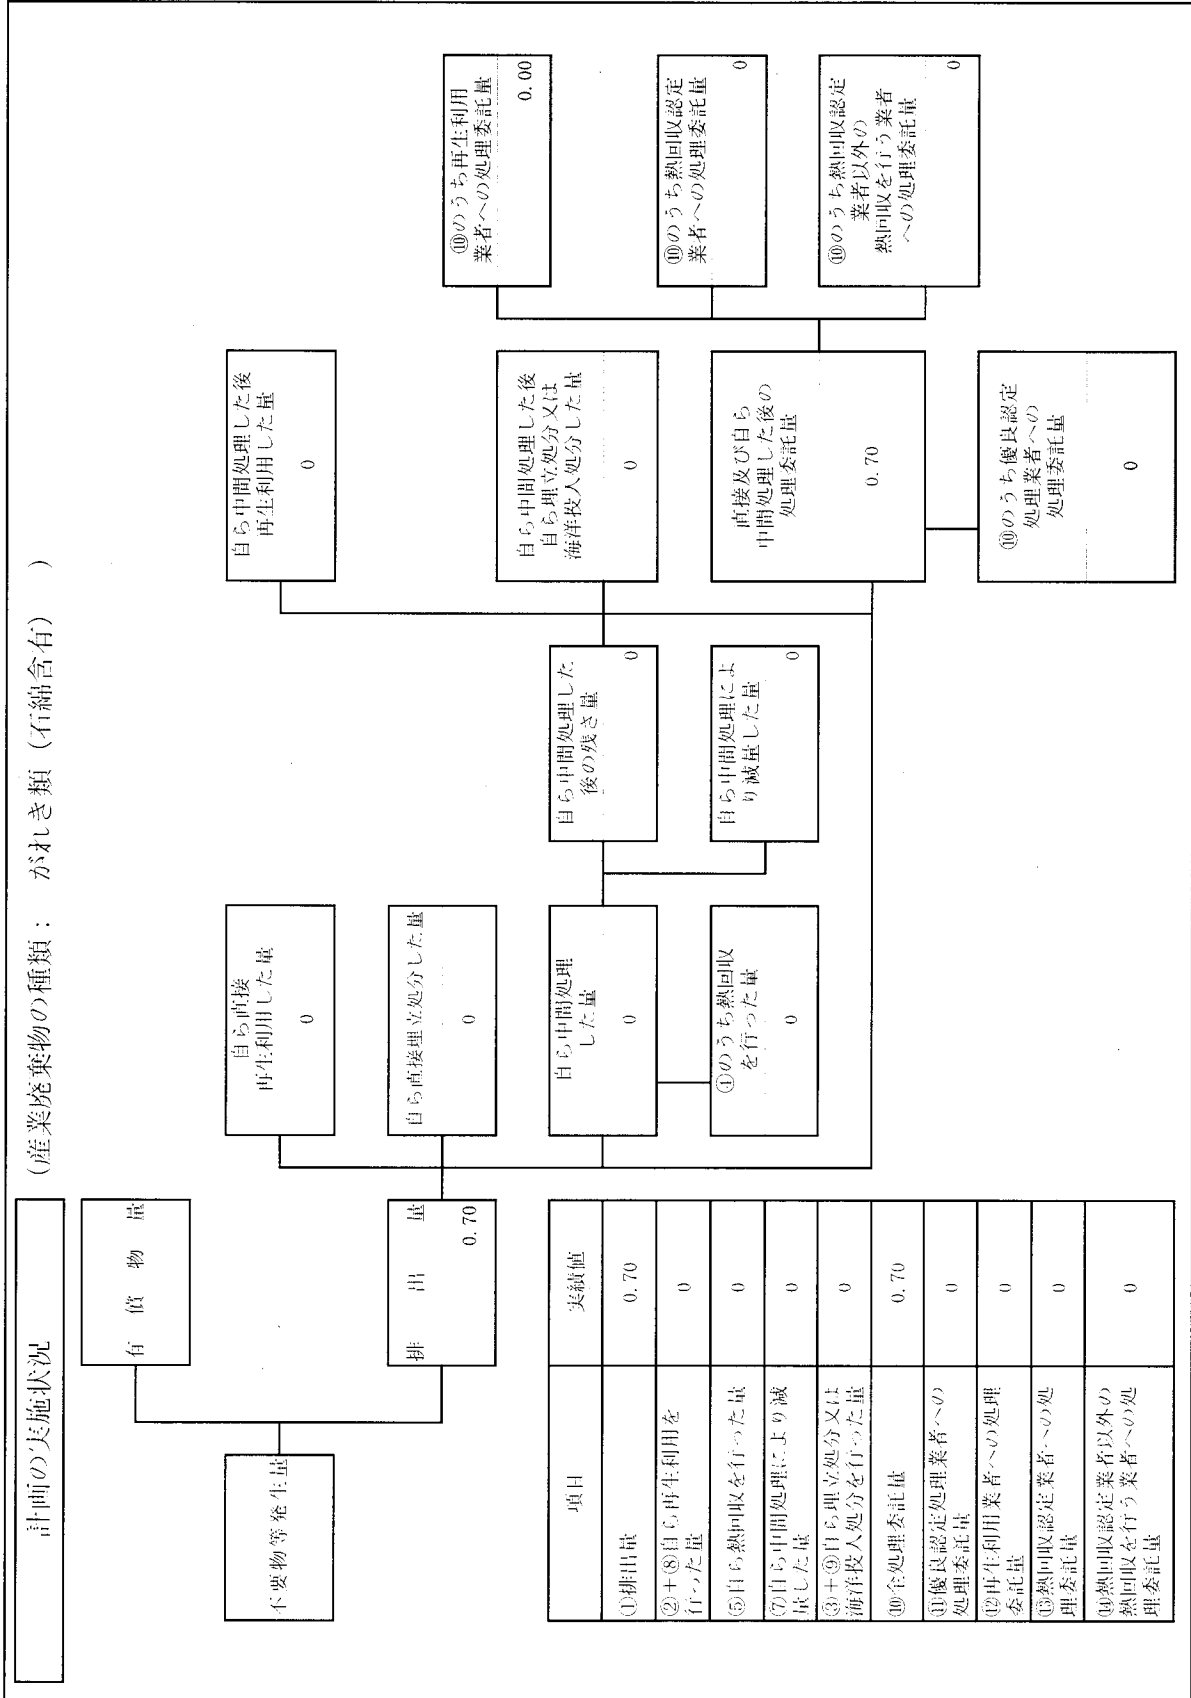 計画の実施状況
(産業廃棄物の種類： がれき類 (石綿含有) )
不要物等発生量
有償物量
排出量
0.70
自ら直接
再生利用した量
0
自ら直接埋立処分した量
0
自ら中間処理
した量
0
④のうち熱回収
を行った量
0
自ら中間処理した
後の残さ量
0
自ら中間処理によ
り減量した量
0
自ら中間処理した後
再生利用した量
0
自ら中間処理した後
自ら埋立処分又は
海洋投入処分した量
0
直接及び自ら
中間処理した後の
処理委託量
0.70
⑩のうち優良認定
処理業者への
処理委託量
0
⑩のうち再生利用
業者への処理委託量
0.00
⑩のうち熱回収認定
業者への処理委託量
0
⑩のうち熱回収認定
業者以外の
熱回収を行う業者
への処理委託量
0
項目
実績値
①排出量
0.70
②+⑧自ら再生利用を
行った量
0
⑤自ら熱回収を行った量
0
⑦自ら中間処理により減
量した量
0
③+⑨自ら埋立処分又は
海洋投入処分を行った量
0
⑩全処理委託量
0.70
⑪優良認定処理業者への
処理委託量
0
⑫再生利用業者への処理
委託量
0
⑬熱回収認定業者への処
理委託量
0
⑭熱回収認定業者以外の
熱回収を行う業者への処
理委託量
0